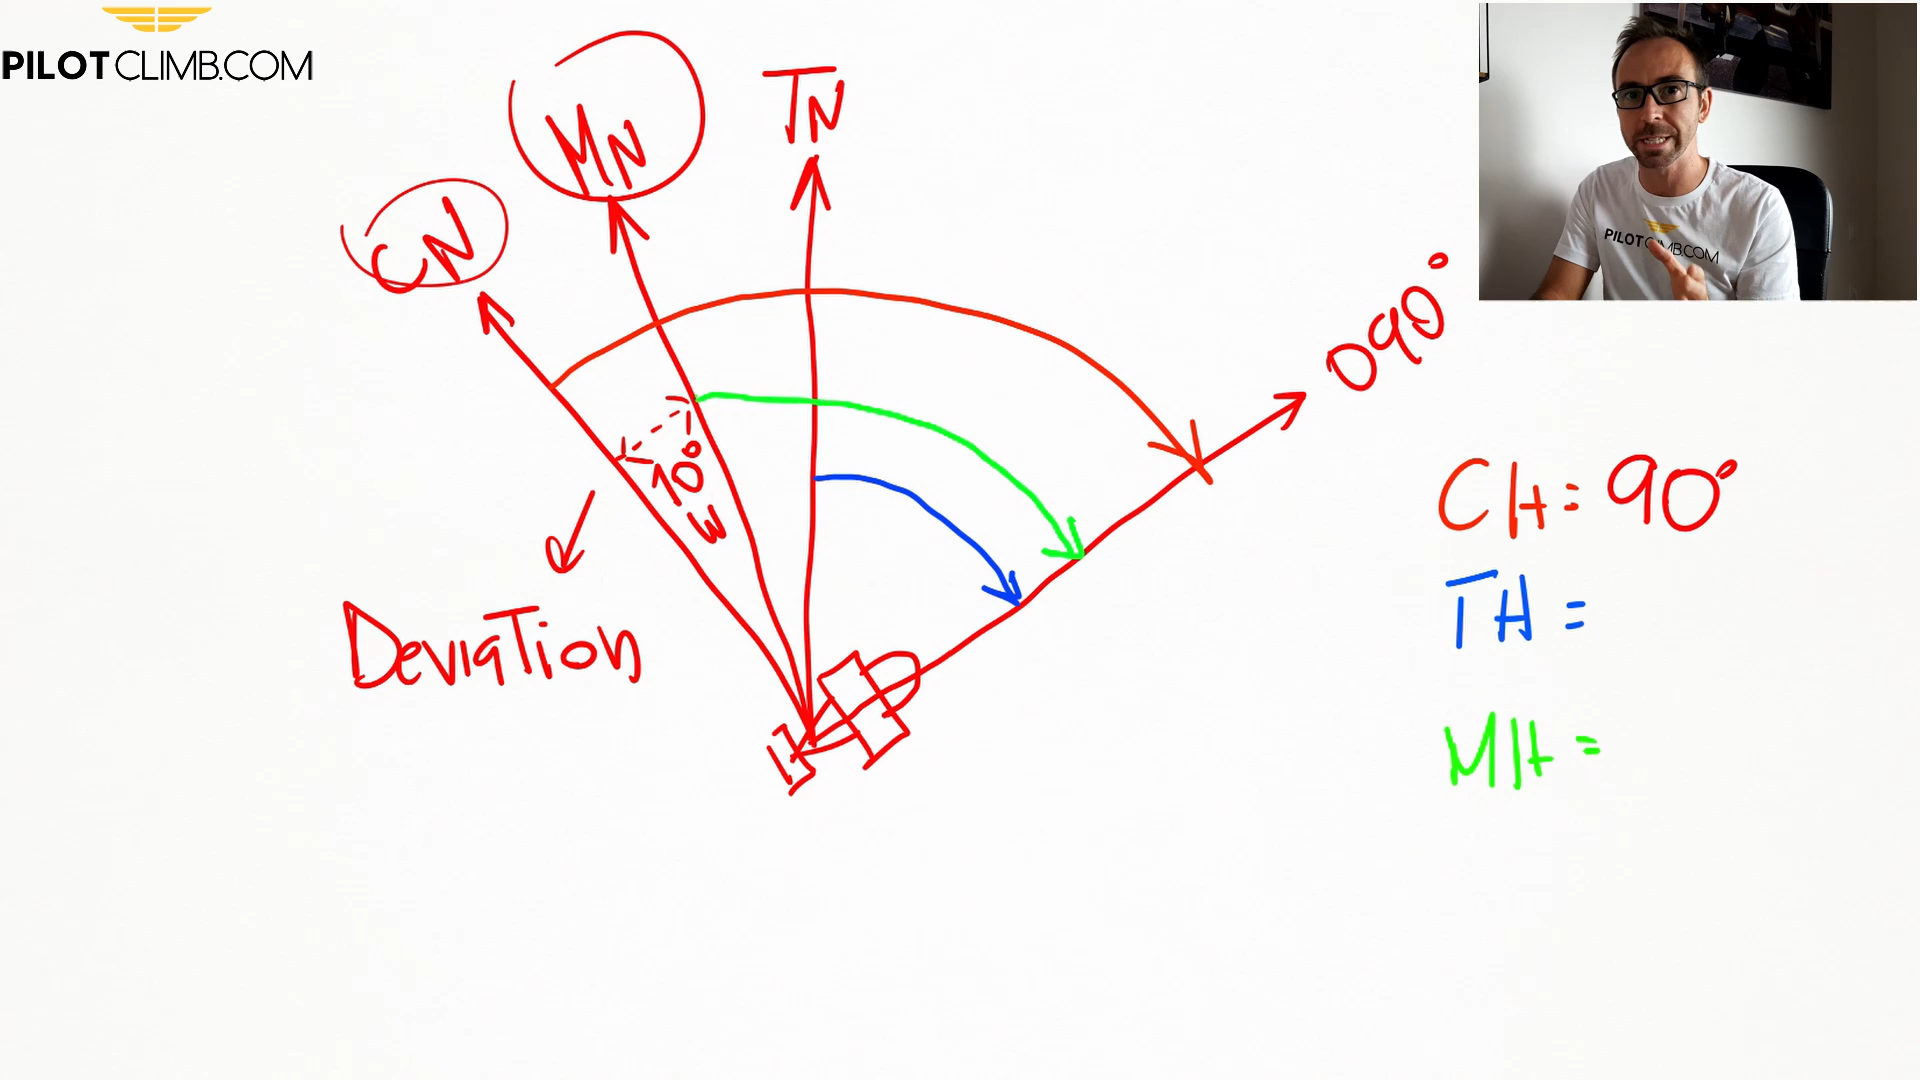 PILOTCLIMB.COM
CN
MN
TN
090°
10°
W
Deviation
CH= 90°
TH=
MH=
PILOTCLIMB.COM